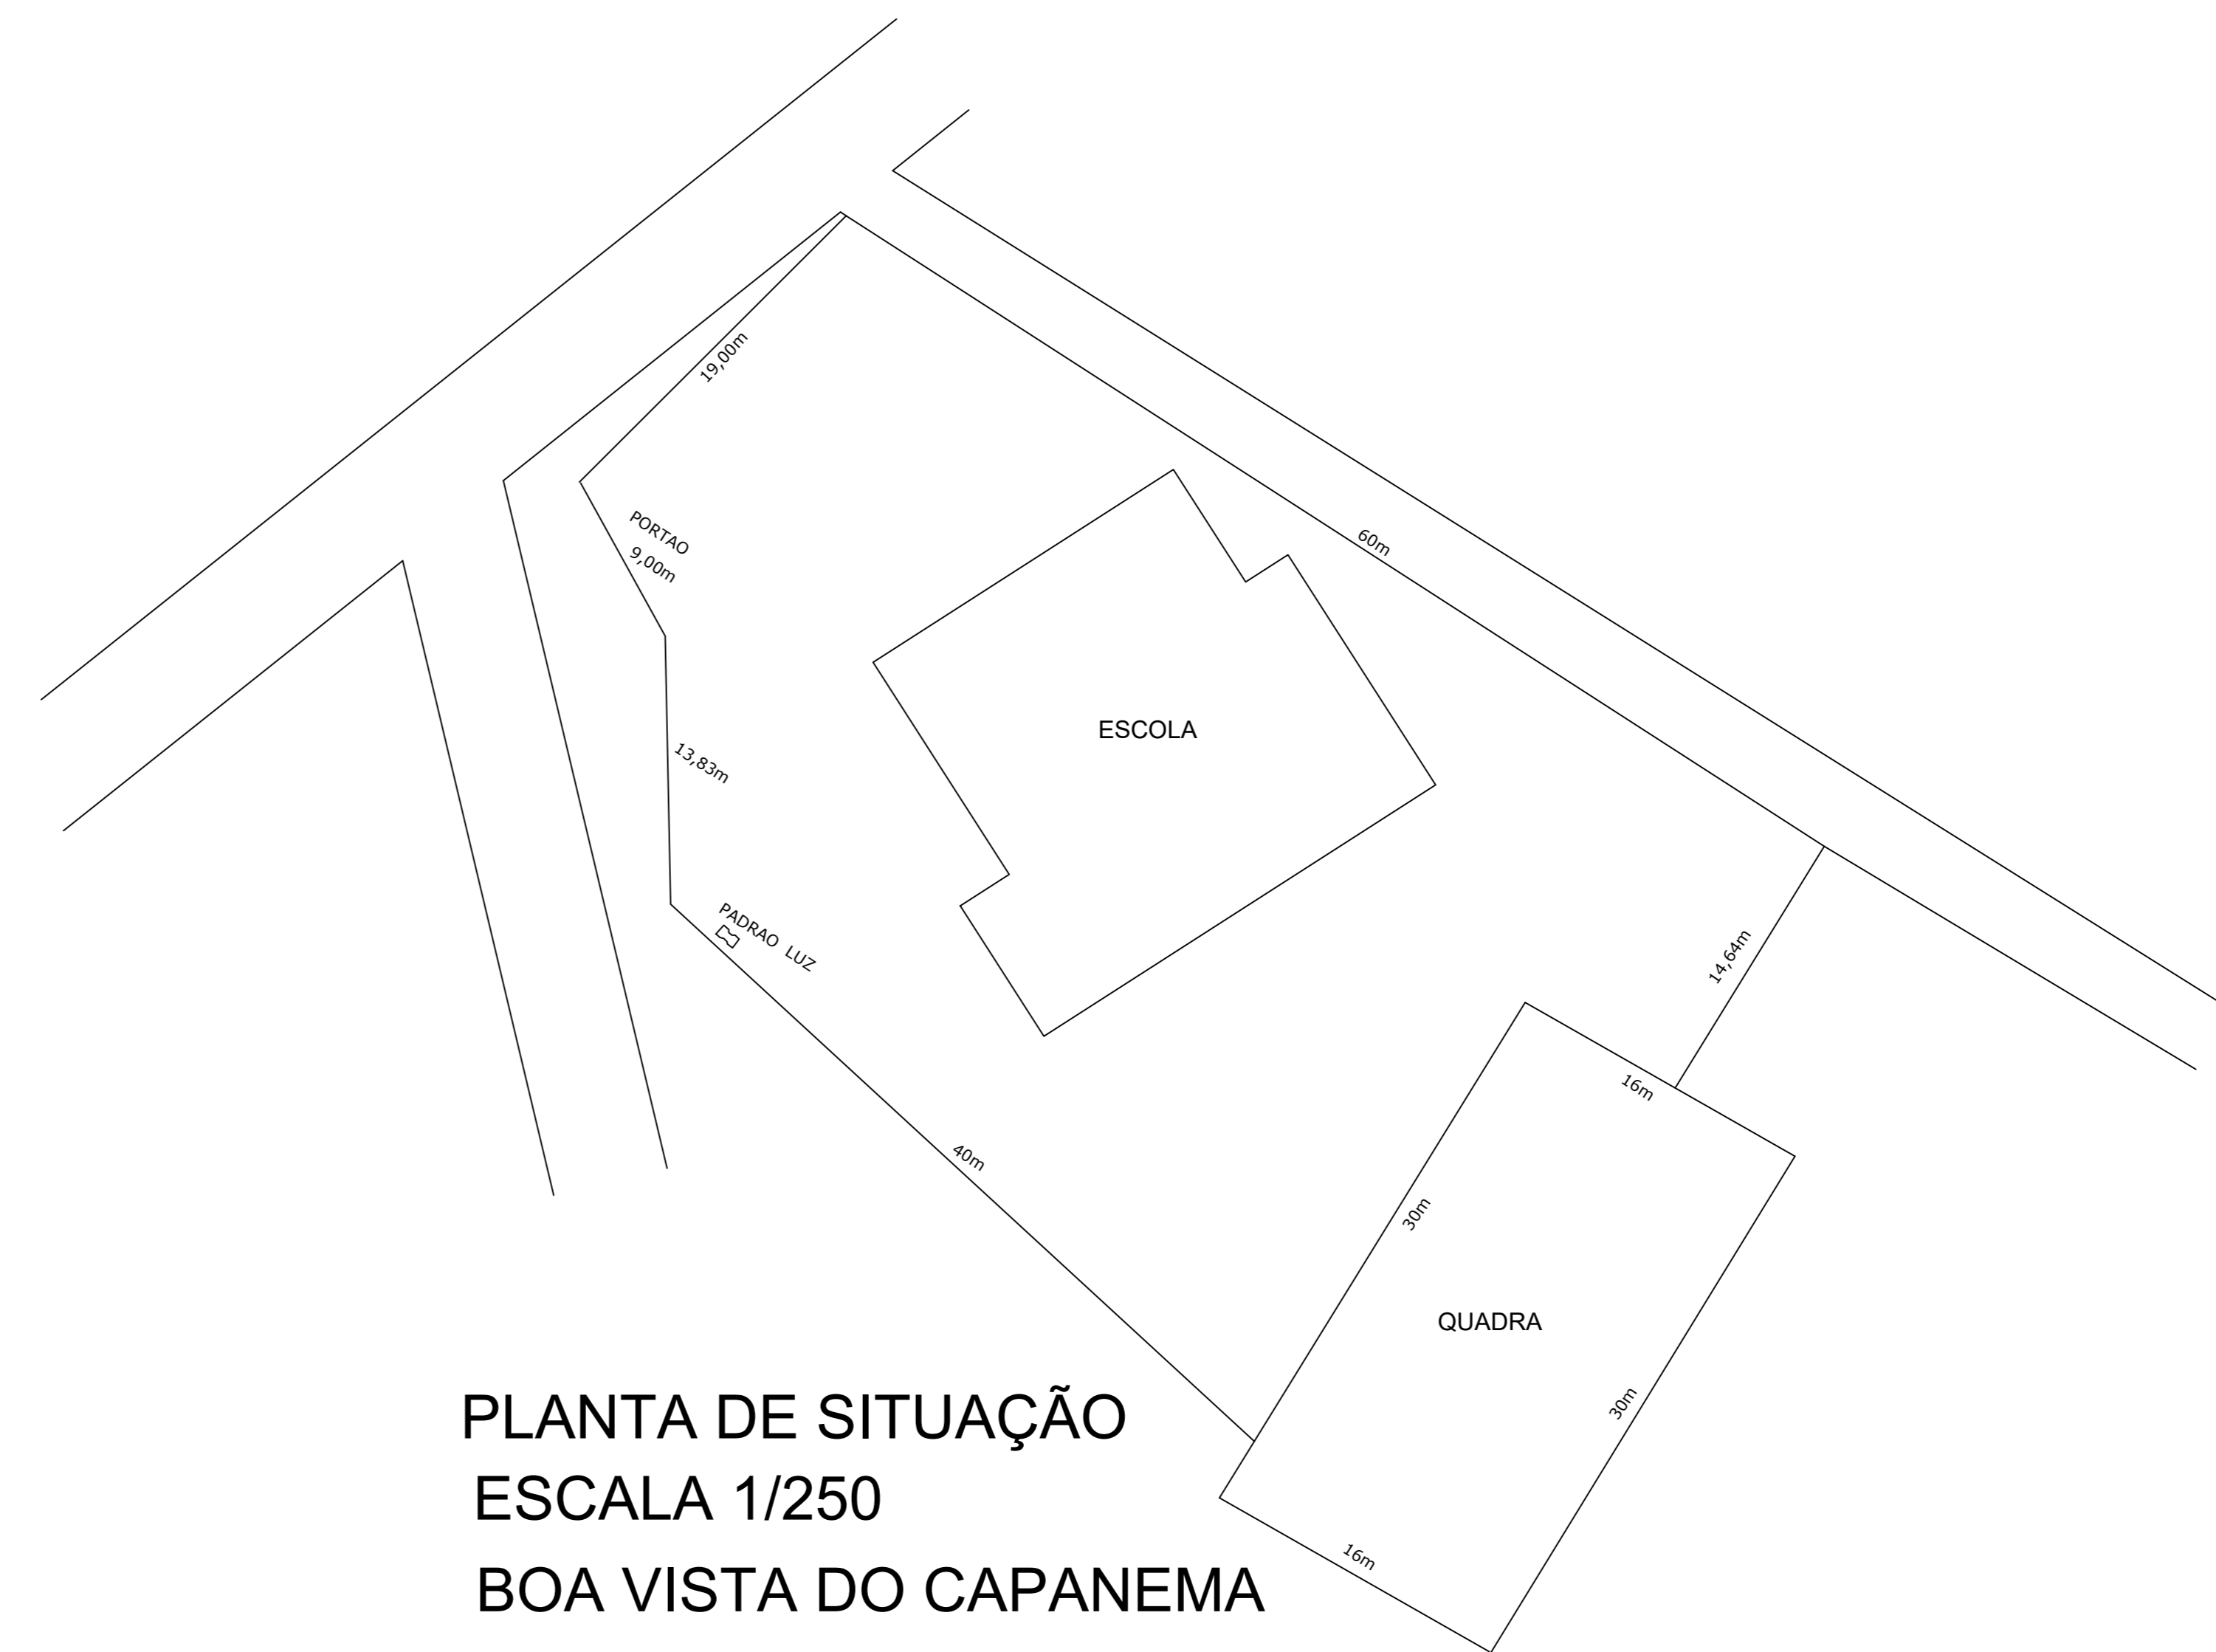 19,00m
PORTAO
9,00m
60m
ESCOLA
13,83m
PADRAO LUZ
14,64m
16m
40m
30m
QUADRA
30m
16m
PLANTA DE SITUAÇÃO
ESCALA 1/250
BOA VISTA DO CAPANEMA